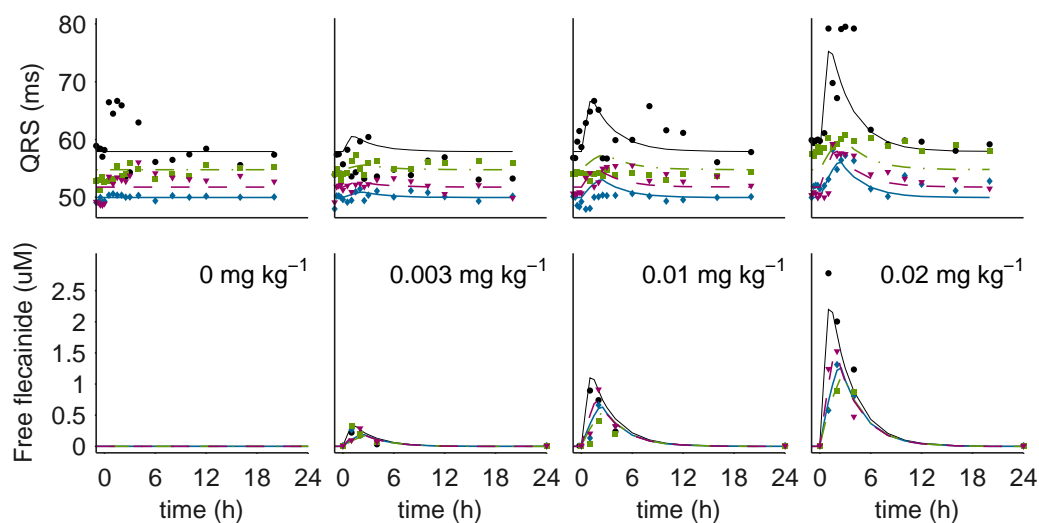 QRS (ms)
80
70
60
50
Free flecainide (uM)
2.5
2
1.5
1
0.5
0
0 mg kg⁻¹
0.003 mg kg⁻¹
0.01 mg kg⁻¹
0.02 mg kg⁻¹
0 6 12 18 24
0 6 12 18 24
0 6 12 18 24
0 6 12 18 24
time (h)
time (h)
time (h)
time (h)